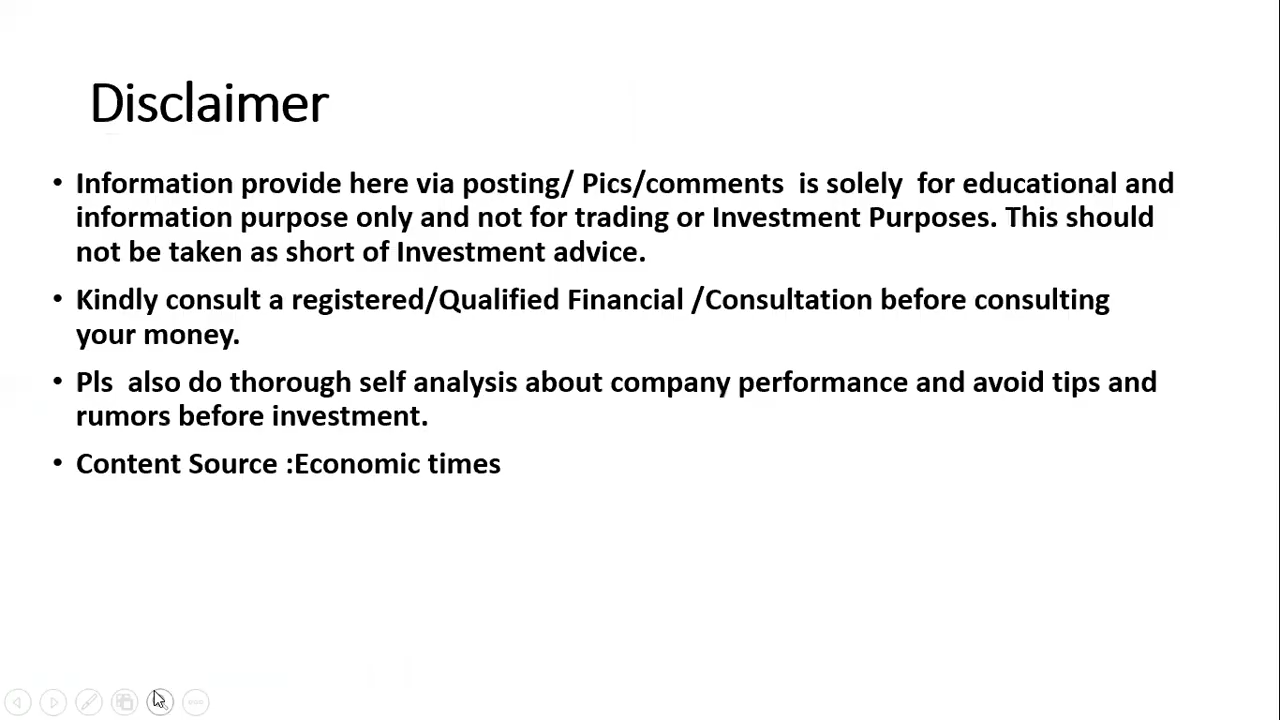 Disclaimer
• Information provide here via posting/ Pics/comments  is solely  for educational and
information purpose only and not for trading or Investment Purposes. This should
not be taken as short of Investment advice.
• Kindly consult a registered/Qualified Financial /Consultation before consulting
your money.
• Pls  also do thorough self analysis about company performance and avoid tips and
rumors before investment.
• Content Source :Economic times